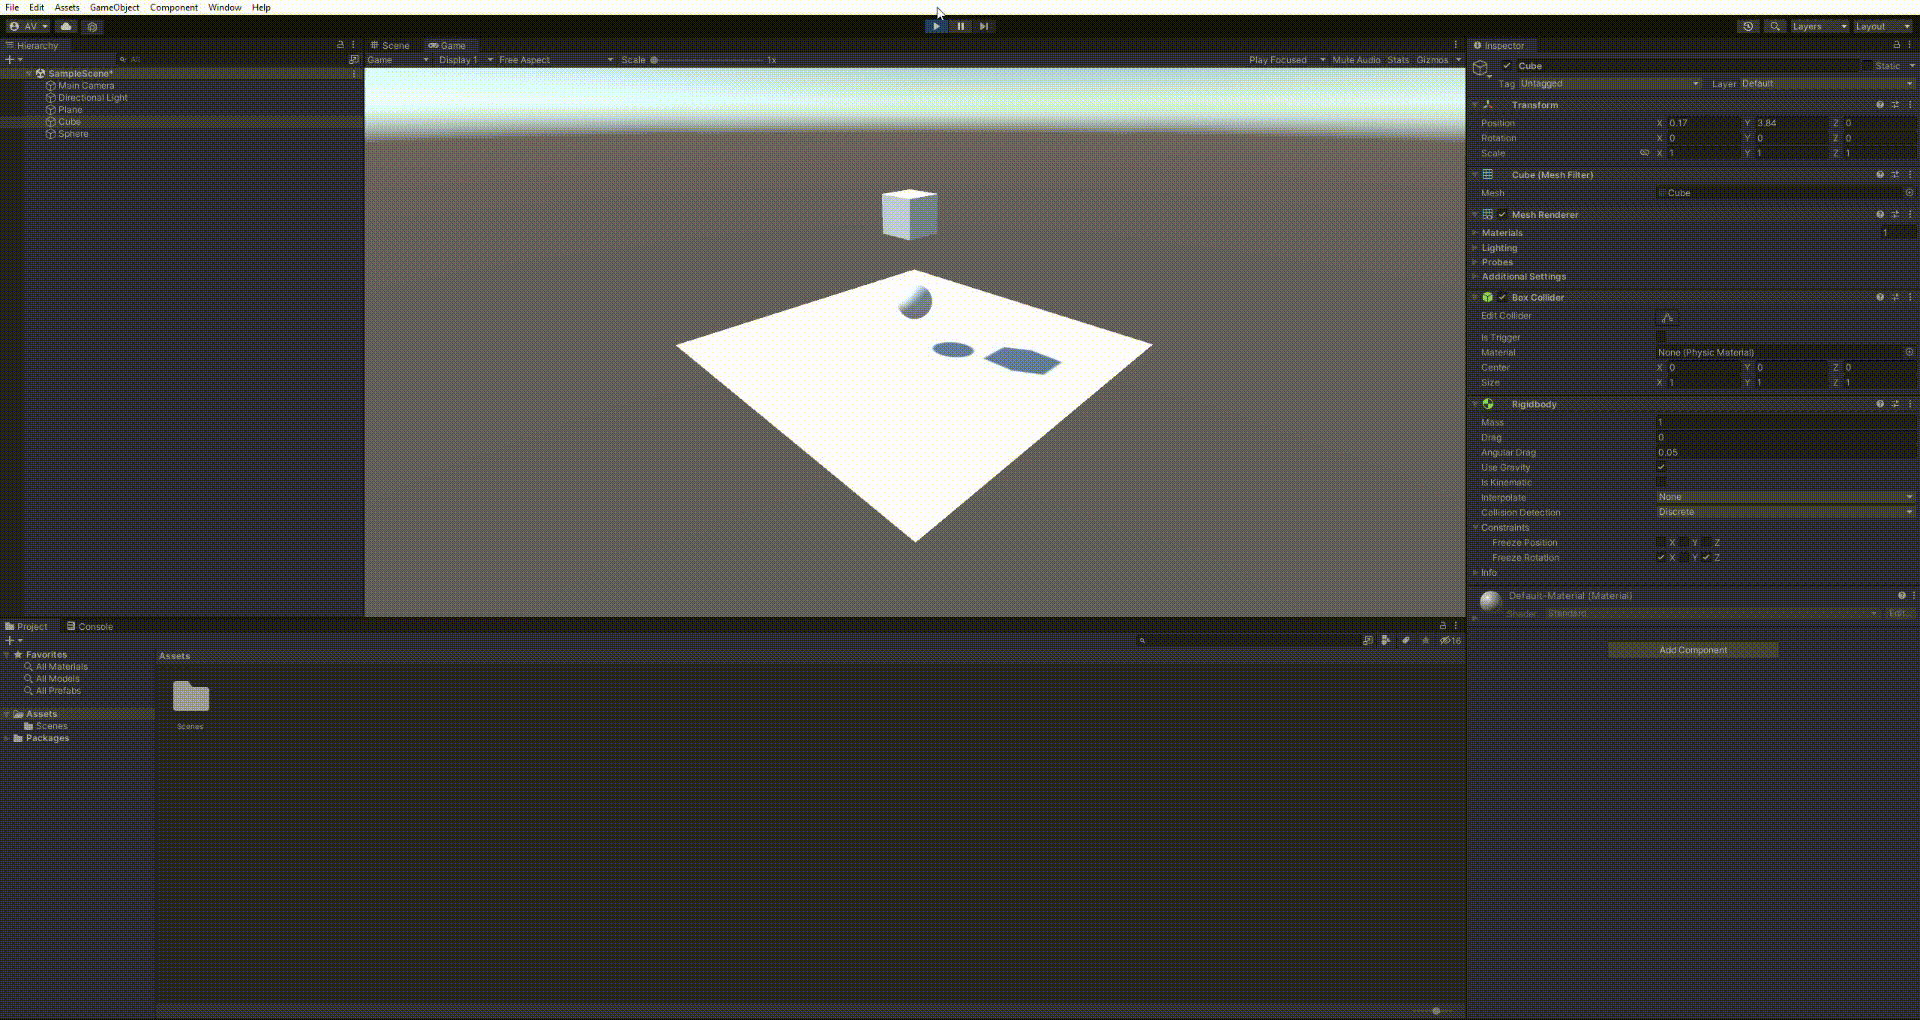 File Edit Assets GameObject Component Window Help
AV
Layers Layout
Hierarchy
All
SampleScene*
Main Camera
Directional Light
Plane
Cube
Sphere
Scene Game
Game Display 1 Free Aspect Scale 1x Play Focused Mute Audio Stats Gizmos
Inspector
Cube Static
Tag Untagged Layer Default
Transform
Position X 0.17 Y 3.84 Z 0
Rotation X 0 Y 0 Z 0
Scale X 1 Y 1 Z 1
Cube (Mesh Filter)
Mesh Cube
Mesh Renderer
Materials 1
Lighting
Probes
Additional Settings
Box Collider
Edit Collider
Is Trigger
Material None (Physic Material)
Center X 0 Y 0 Z 0
Size X 1 Y 1 Z 1
Rigidbody
Mass 1
Drag 0
Angular Drag 0.05
Use Gravity
Is Kinematic
Interpolate None
Collision Detection Discrete
Constraints
Freeze Position X Y Z
Freeze Rotation X Y Z
Info
Default-Material (Material)
Shader Standard Edit...
Add Component
Project Console
16
Favorites
All Materials
All Models
All Prefabs
Assets
Scenes
Packages
Assets
Scenes